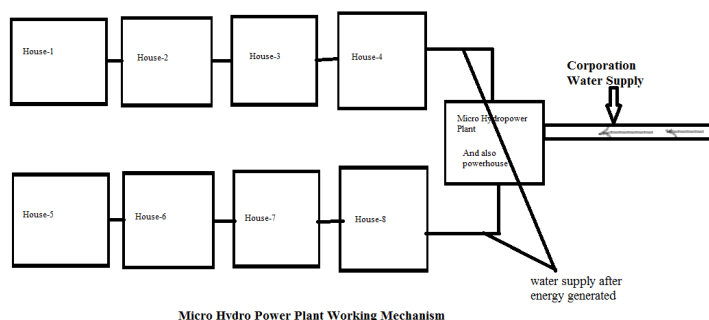 House-1
House-2
House-3
House-4
Corporation
Water Supply
Micro Hydropower
Plant
And also
powerhouse
House-5
House-6
House-7
House-8
water supply after
energy generated
Micro Hydro Power Plant Working Mechanism